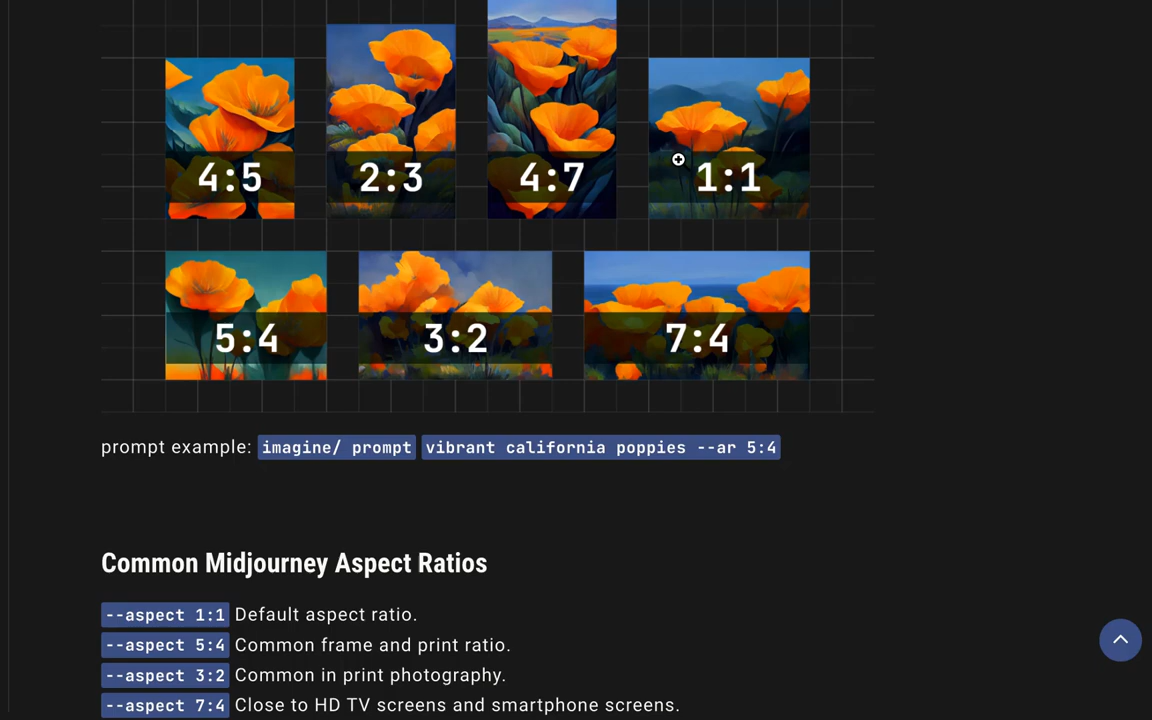 4:5
2:3
4:7
1:1
5:4
3:2
7:4
prompt example: imagine/ prompt vibrant california poppies --ar 5:4
Common Midjourney Aspect Ratios
--aspect 1:1 Default aspect ratio.
--aspect 5:4 Common frame and print ratio.
--aspect 3:2 Common in print photography.
--aspect 7:4 Close to HD TV screens and smartphone screens.